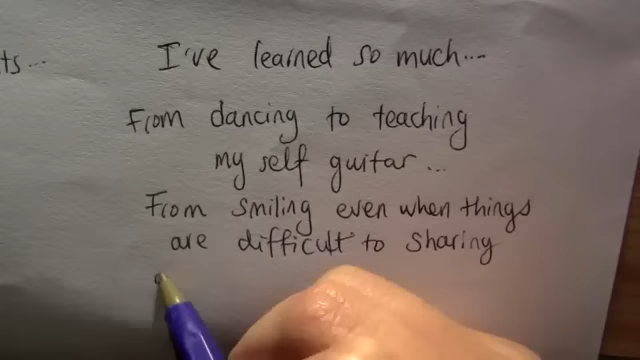 ts...
I've learned so much...
From dancing to teaching
my self guitar...
From smiling even when things
are difficult to sharing